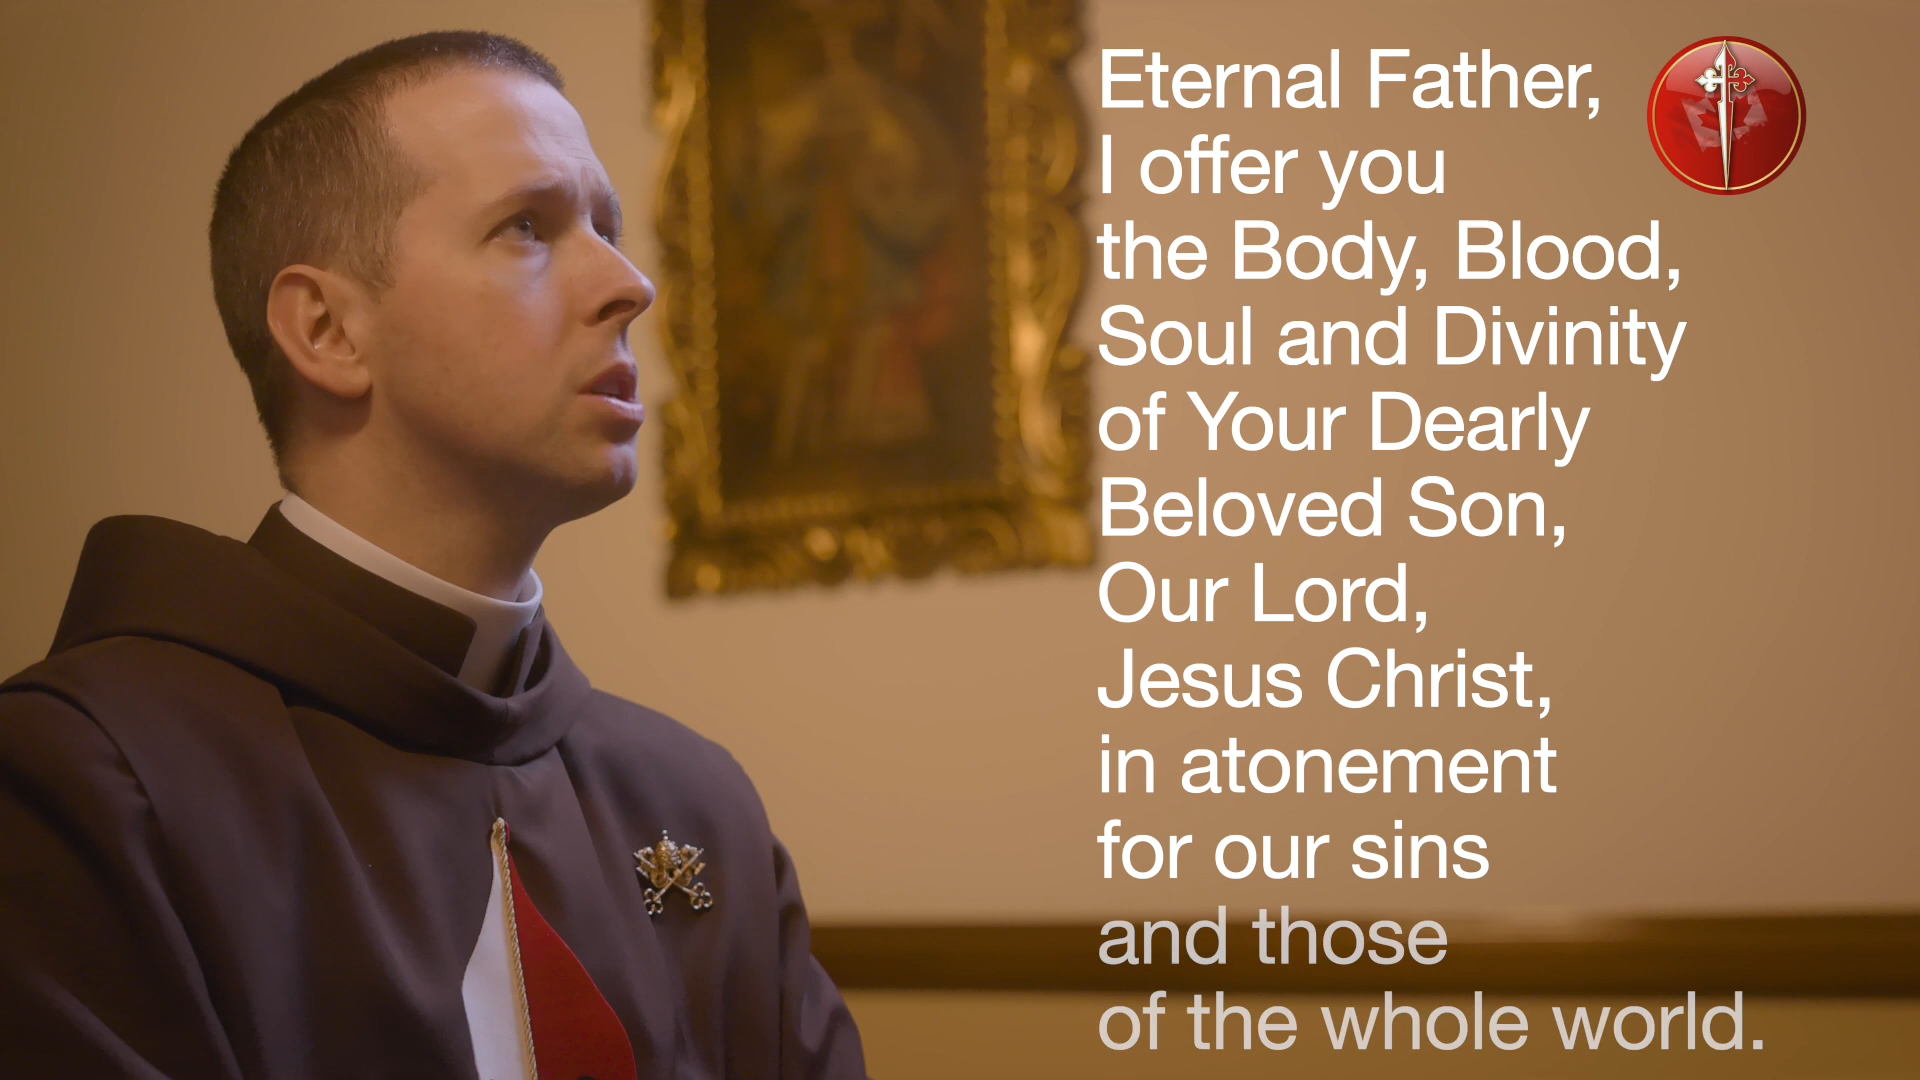 Eternal Father,
I offer you
the Body, Blood,
Soul and Divinity
of Your Dearly
Beloved Son,
Our Lord,
Jesus Christ,
in atonement
for our sins
and those
of the whole world.